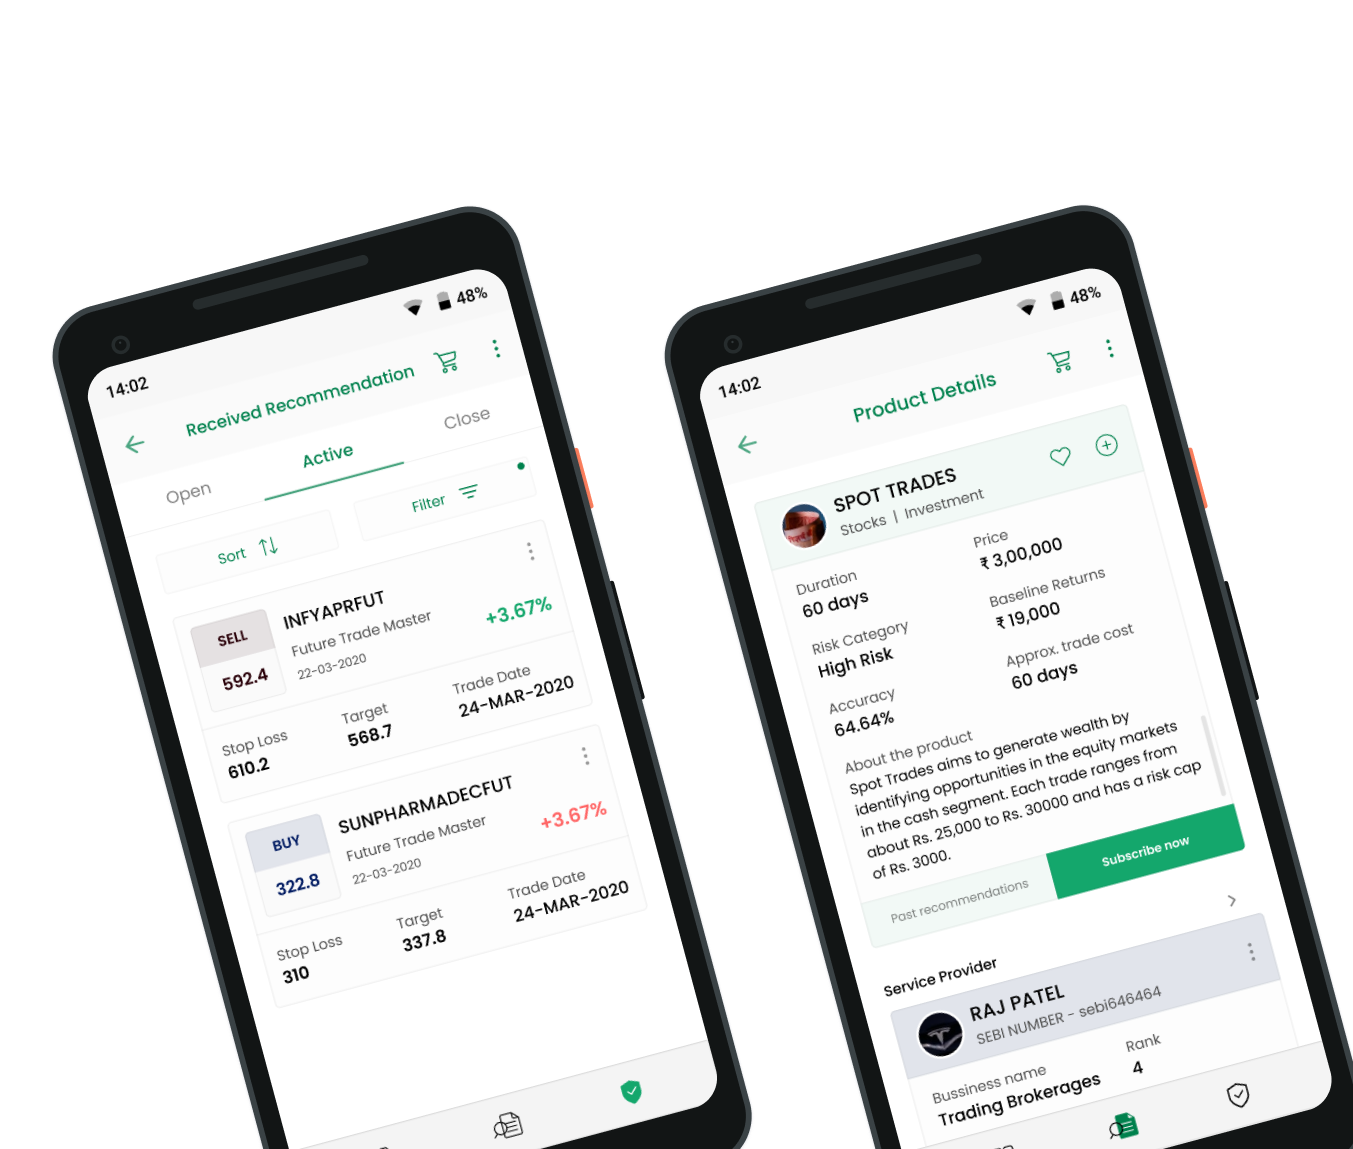 14:02
48%
Received Recommendation
Open
Active
Close
Sort
Filter
SELL
592.4
INFYAPRFUT
Future Trade Master
22-03-2020
+3.67%
Stop Loss
610.2
Target
568.7
Trade Date
24-MAR-2020
BUY
322.8
SUNPHARMADECFUT
Future Trade Master
22-03-2020
+3.67%
Stop Loss
310
Target
337.8
Trade Date
24-MAR-2020
14:02
48%
Product Details
SPOT TRADES
Stocks | Investment
Duration
60 days
Price
₹ 3,00,000
Risk Category
High Risk
Baseline Returns
₹ 19,000
Accuracy
64.64%
Approx. trade cost
60 days
About the product
Spot Trades aims to generate wealth by
identifying opportunities in the equity markets
in the cash segment. Each trade ranges from
about Rs. 25,000 to Rs. 30000 and has a risk cap
of Rs. 3000.
Past recommendations
Subscribe now
Service Provider
RAJ PATEL
SEBI NUMBER - sebi646464
Bussiness name
Trading Brokerages
Rank
4